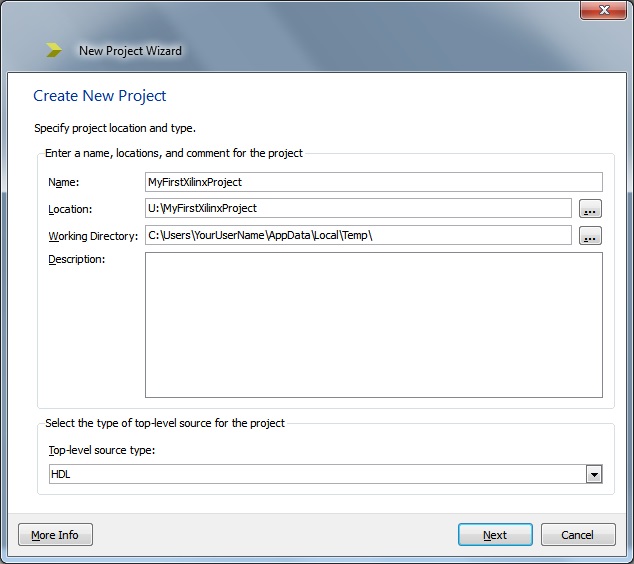 New Project Wizard
Create New Project
Specify project location and type.
Enter a name, locations, and comment for the project
Name: MyFirstXilinxProject
Location: U:\MyFirstXilinxProject ...
Working Directory: C:\Users\YourUserName\AppData\Local\Temp\ ...
Description:
Select the type of top-level source for the project
Top-level source type:
HDL
More Info Next Cancel